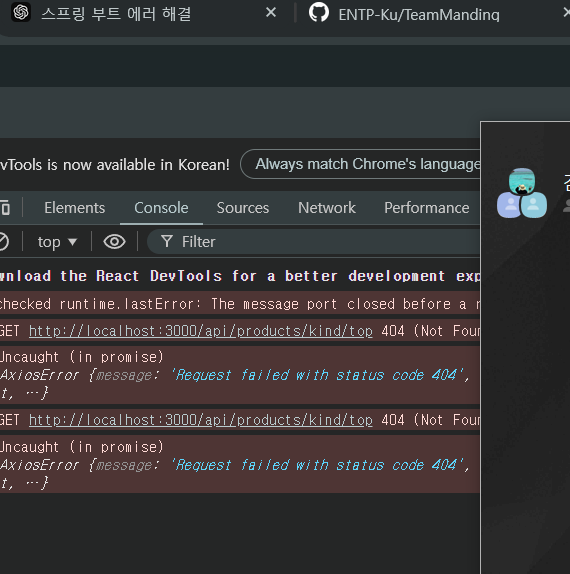 스프링 부트 에러 해결
ENTP-Ku/TeamManding
vTools is now available in Korean!
Always match Chrome's language
Elements
Console
Sources
Network
Performance
top
Filter
wnload the React DevTools for a better development exp
checked runtime.lastError: The message port closed before a r
GET http://localhost:3000/api/products/kind/top 404 (Not Foun
Uncaught (in promise)
AxiosError {message: 'Request failed with status code 404',
t, …}
GET http://localhost:3000/api/products/kind/top 404 (Not Foun
Uncaught (in promise)
AxiosError {message: 'Request failed with status code 404',
t, …}